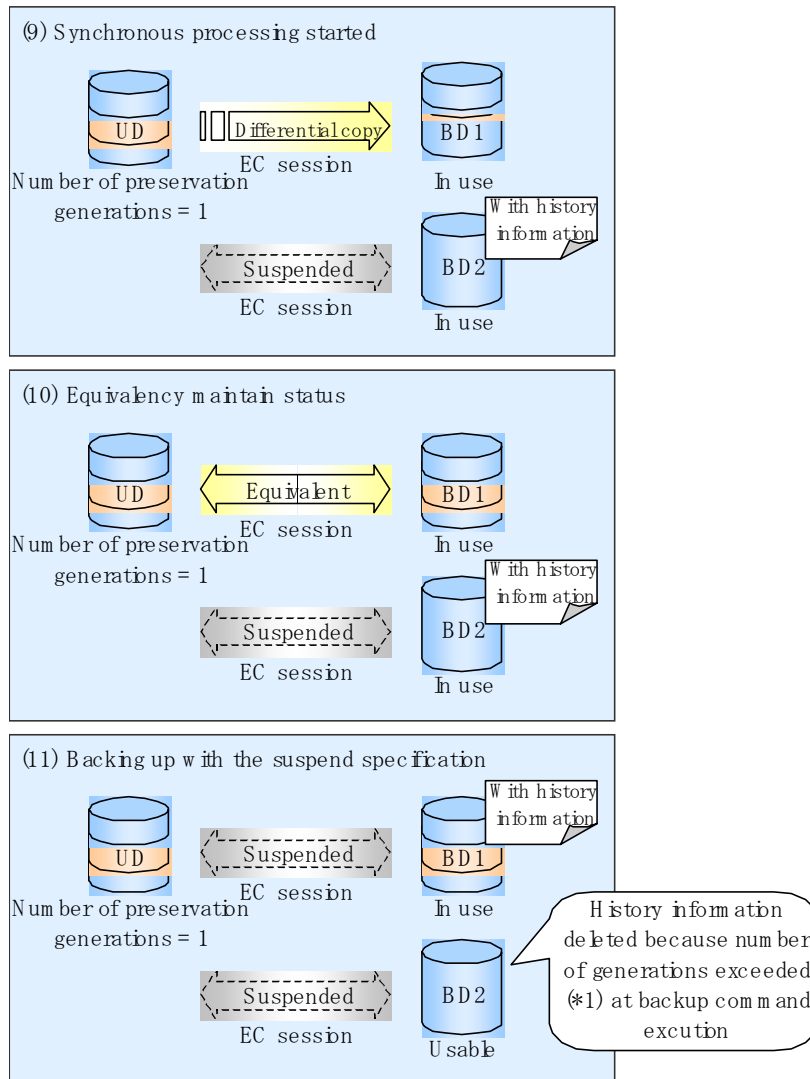 (9) Synchronous processing started
UD
Differential copy
BD1
EC session
Number of preservation
generations = 1
In use
With history
information
Suspended
BD2
EC session
In use
(10) Equivalency maintain status
UD
Equivalent
BD1
EC session
Number of preservation
generations = 1
In use
With history
information
Suspended
BD2
EC session
In use
(11) Backing up with the suspend specification
With history
information
UD
Suspended
BD1
EC session
Number of preservation
generations = 1
In use
History information
deleted because number
of generations exceeded
(*1) at backup command
excution
Suspended
BD2
EC session
Usable